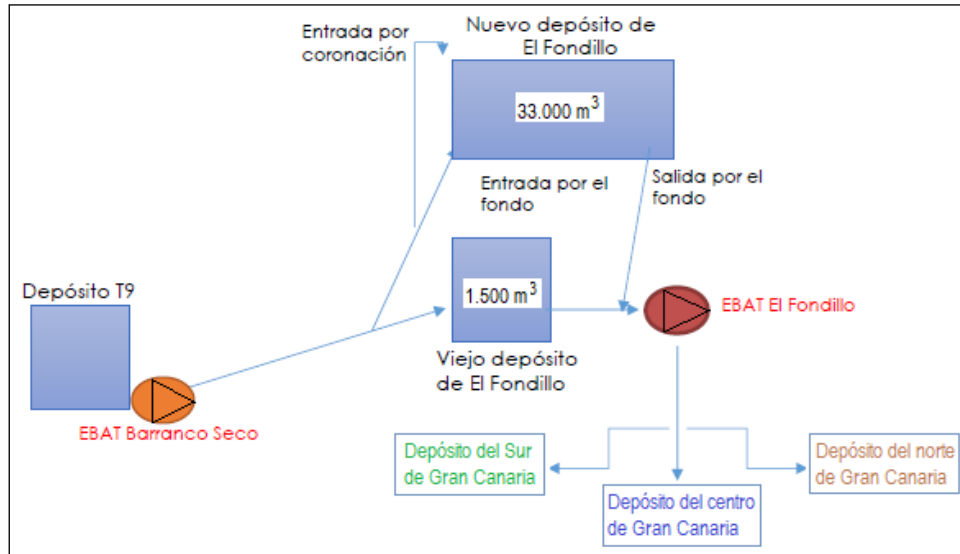 Entrada por
coronación
Nuevo depósito de
El Fondillo
33.000 m³
Entrada por el
fondo
Salida por el
fondo
Depósito T9
1.500 m³
EBAT El Fondillo
Viejo depósito
de El Fondillo
EBAT Barranco Seco
Depósito del Sur
de Gran Canaria
Depósito del centro
de Gran Canaria
Depósito del norte
de Gran Canaria